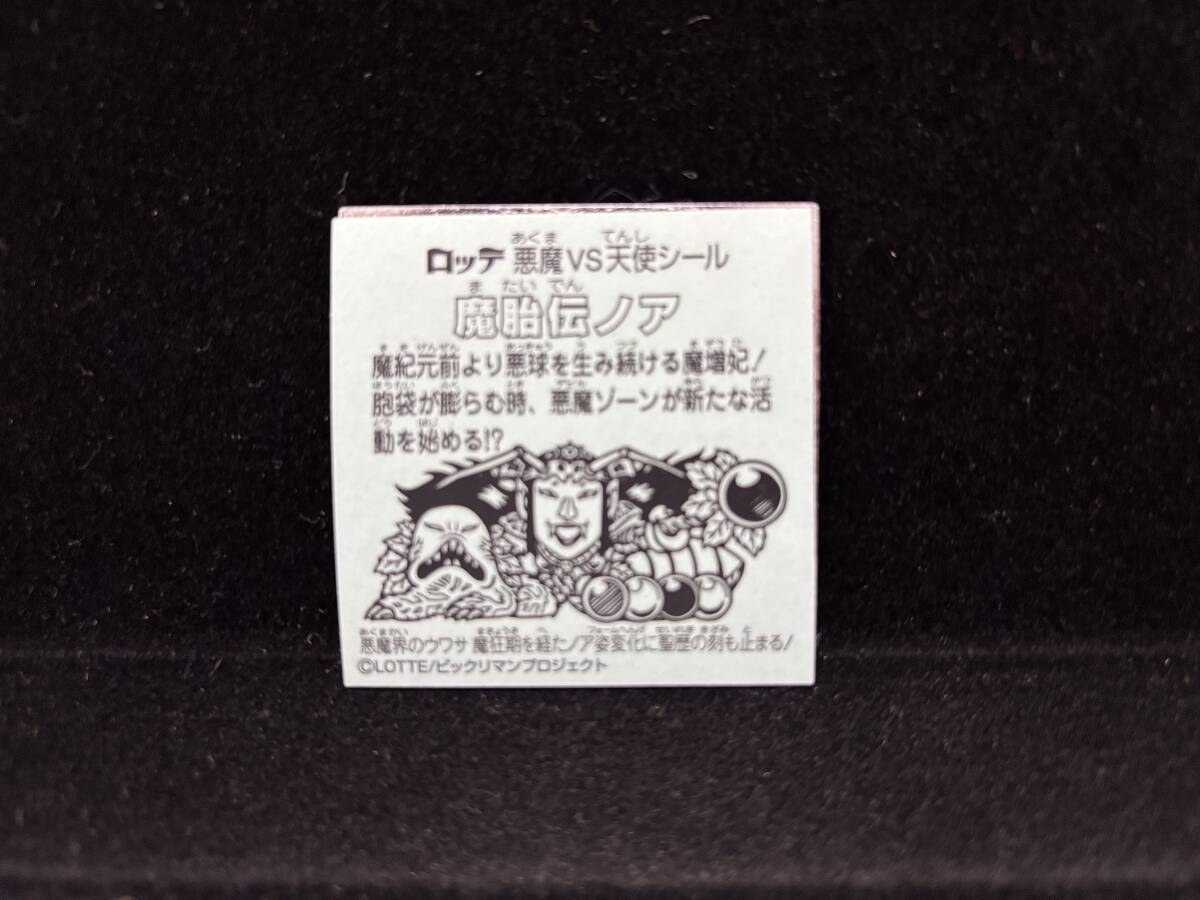 ロッテ 悪魔VS天使シール
魔胎伝ノア
魔紀元前より悪球を生み続ける魔増妃!
胞袋が膨らむ時、悪魔ゾーンが新たな活
動を始める!?
悪魔界のウワサ 魔狂期を経たノア姿変化に聖歴の刻も止まる!
©LOTTE/ビックリマンプロジェクト